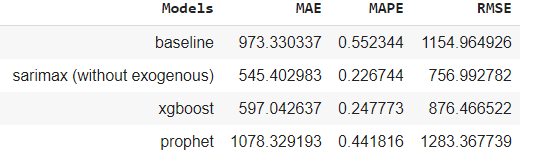 Models MAE MAPE RMSE
baseline 973.330337 0.552344 1154.964926
sarimax (without exogenous) 545.402983 0.226744 756.992782
xgboost 597.042637 0.247773 876.466522
prophet 1078.329193 0.441816 1283.367739